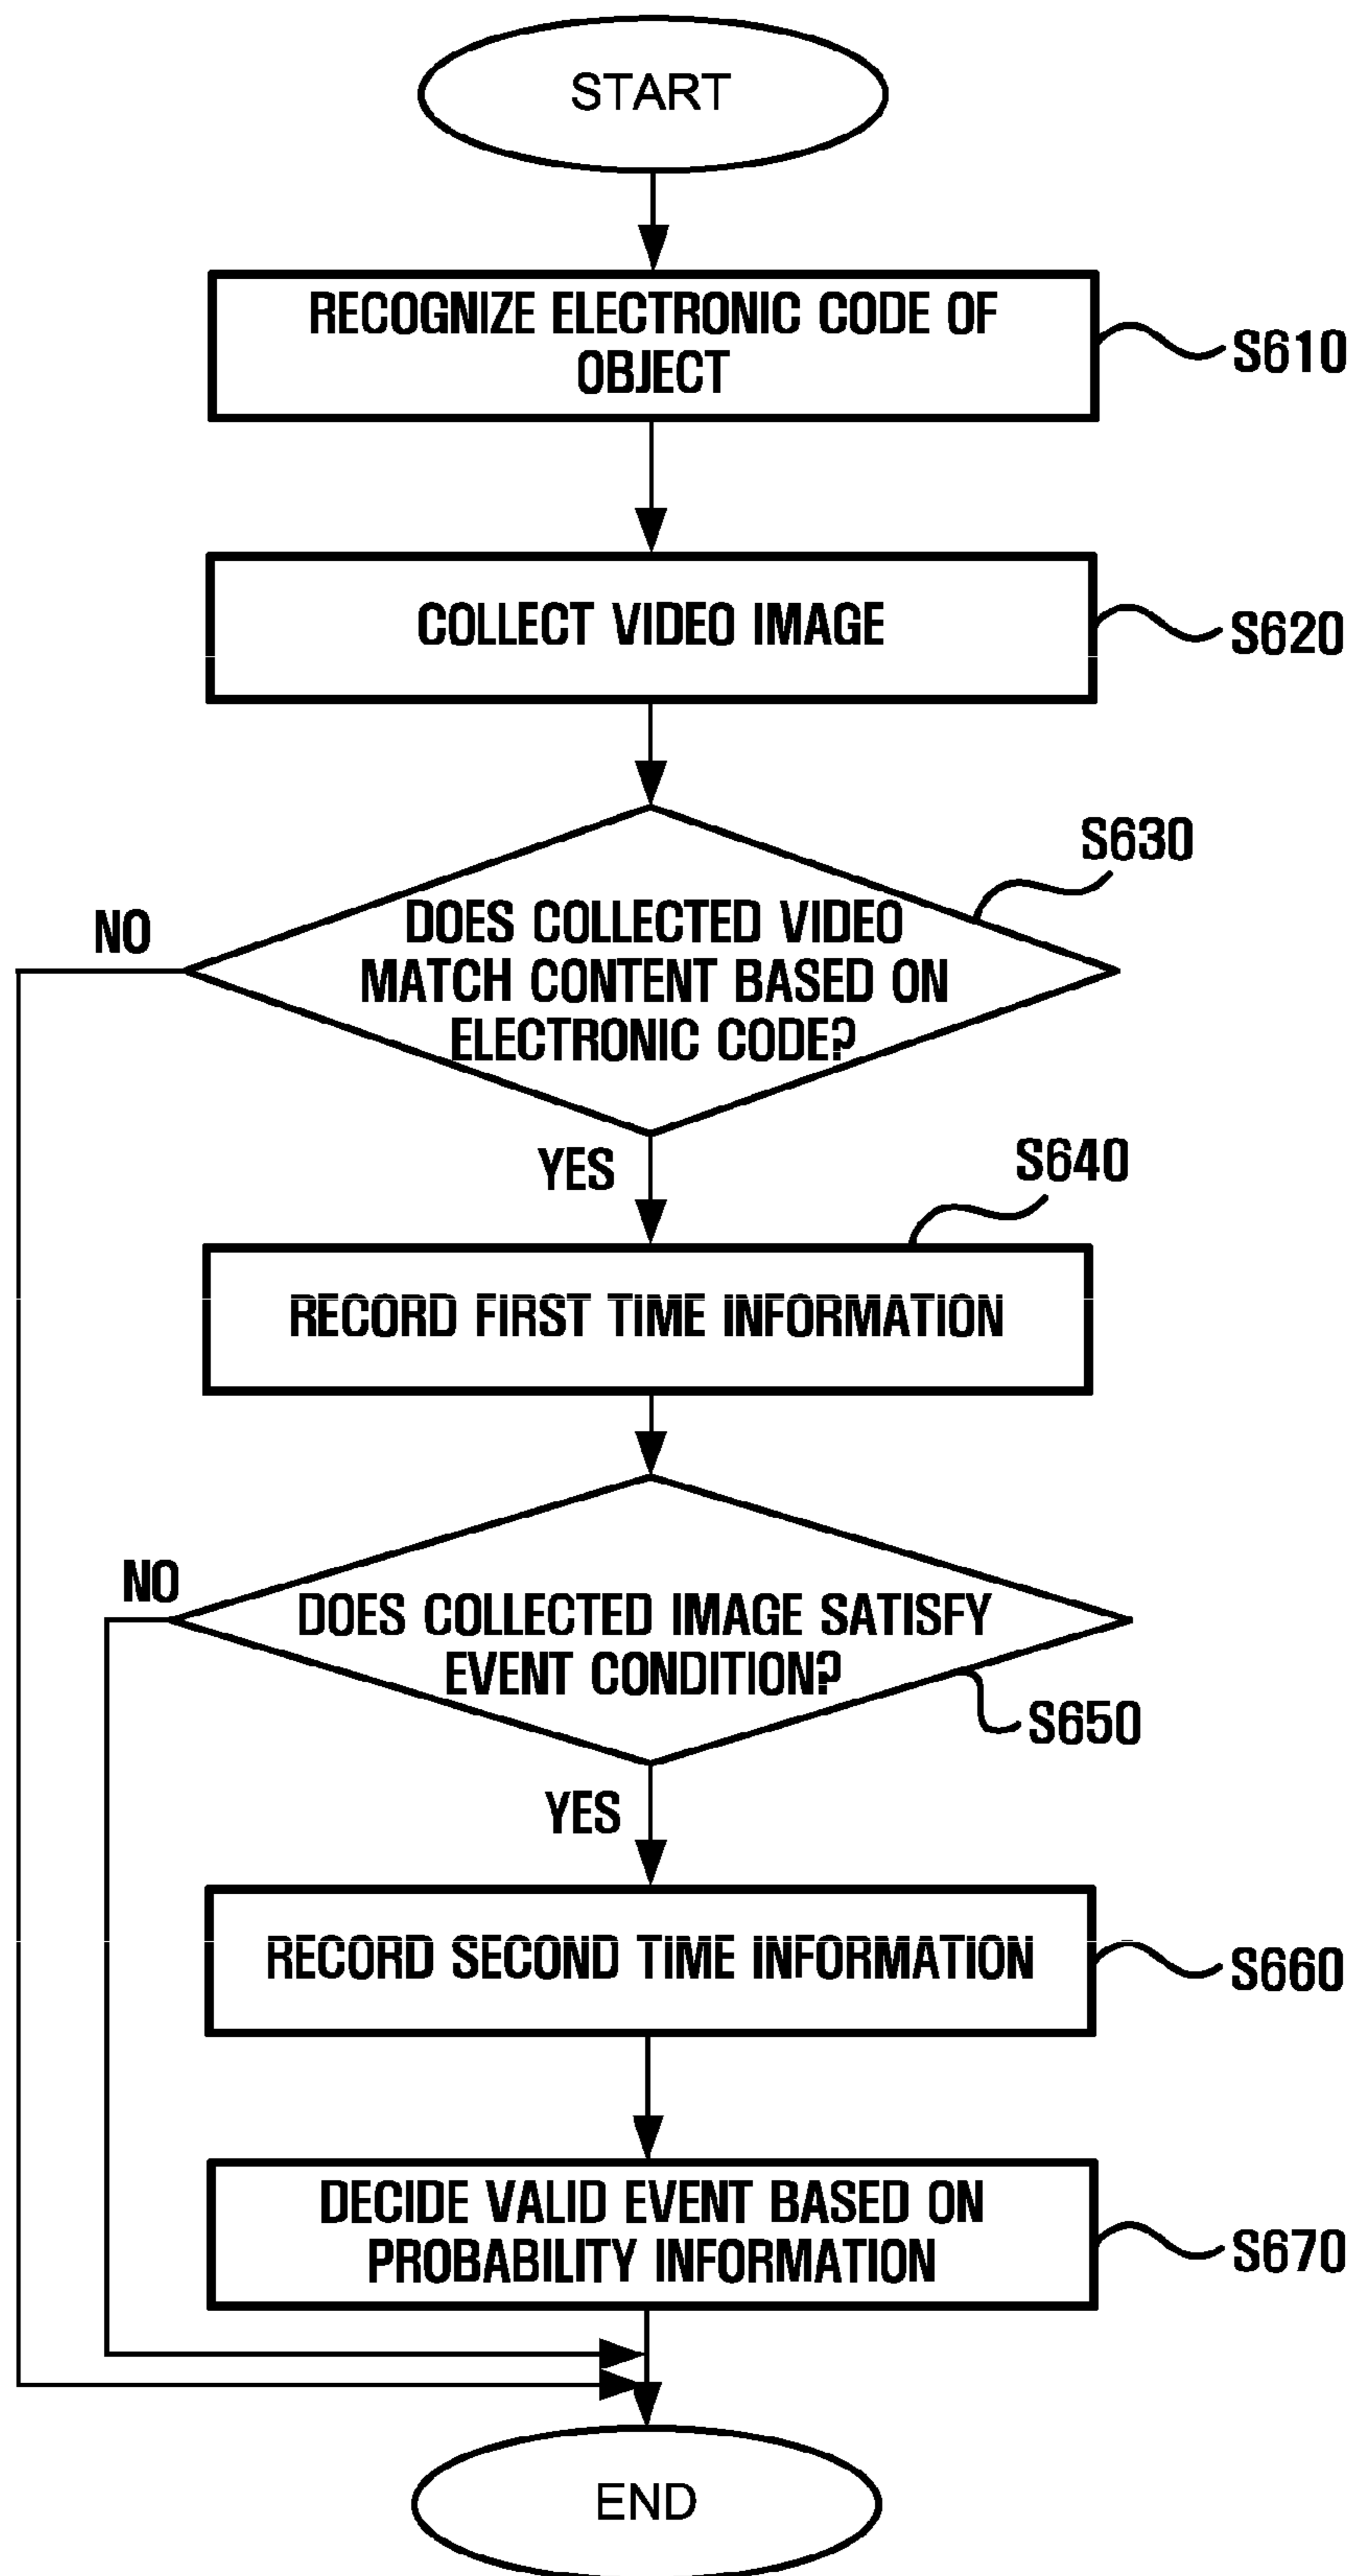 START
RECOGNIZE ELECTRONIC CODE OF
OBJECT
S610
COLLECT VIDEO IMAGE
S620
S630
NO
DOES COLLECTED VIDEO
MATCH CONTENT BASED ON
ELECTRONIC CODE?
YES
S640
RECORD FIRST TIME INFORMATION
NO
DOES COLLECTED IMAGE SATISFY
EVENT CONDITION?
S650
YES
RECORD SECOND TIME INFORMATION
S660
DECIDE VALID EVENT BASED ON
PROBABILITY INFORMATION
S670
END